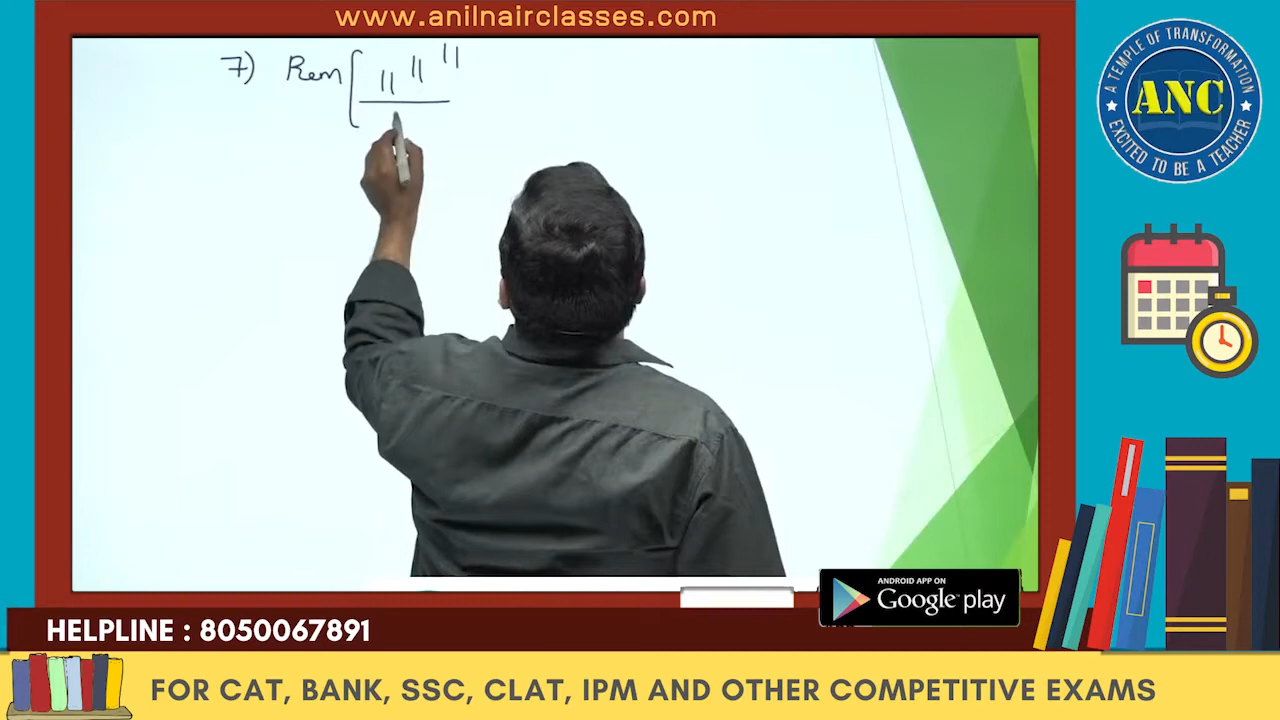 www.anilnairclasses.com
7) Rem [ 11^11^11
A TEMPLE OF TRANSFORMATION
ANC
EXCITED TO BE A TEACHER
ANDROID APP ON
Google play
HELPLINE : 8050067891
FOR CAT, BANK, SSC, CLAT, IPM AND OTHER COMPETITIVE EXAMS